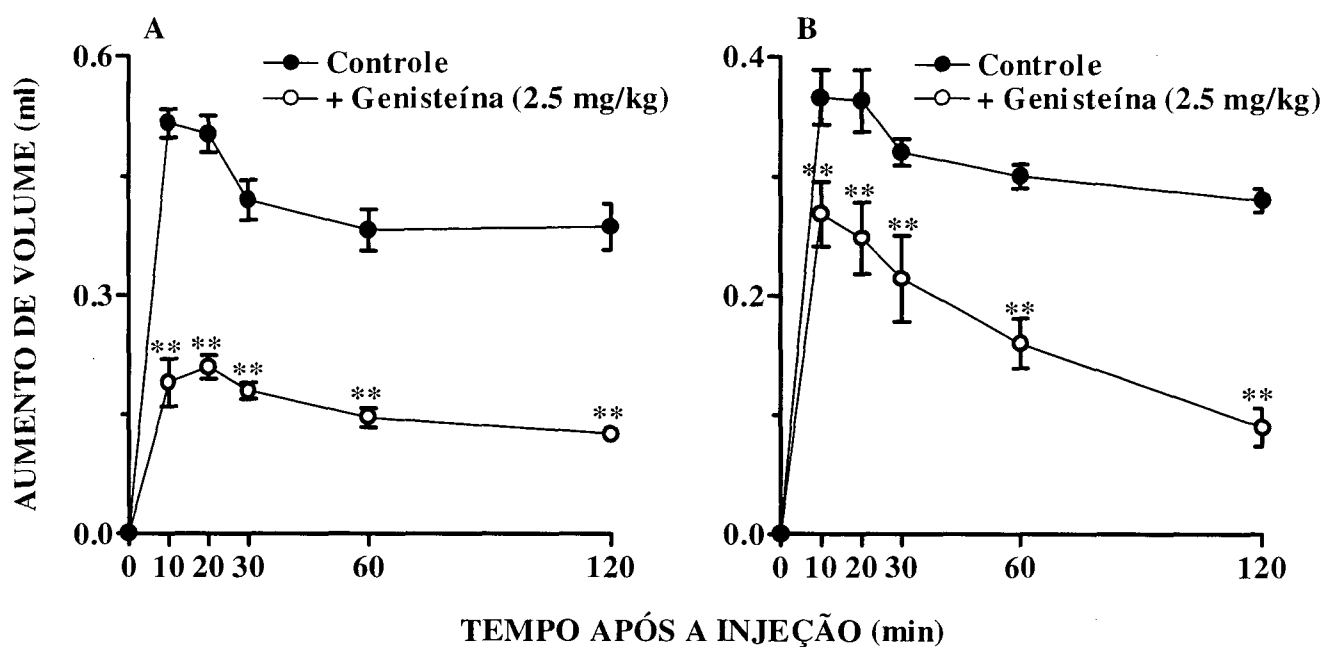 A
B
0.6
0.3
0.0
Controle
+ Genisteína (2.5 mg/kg)
** ** ** ** **
0 10 20 30 60 120
0.4
0.2
0.0
Controle
+ Genisteína (2.5 mg/kg)
** ** ** ** **
0 10 20 30 60 120
AUMENTO DE VOLUME (ml)
TEMPO APÓS A INJEÇÃO (min)